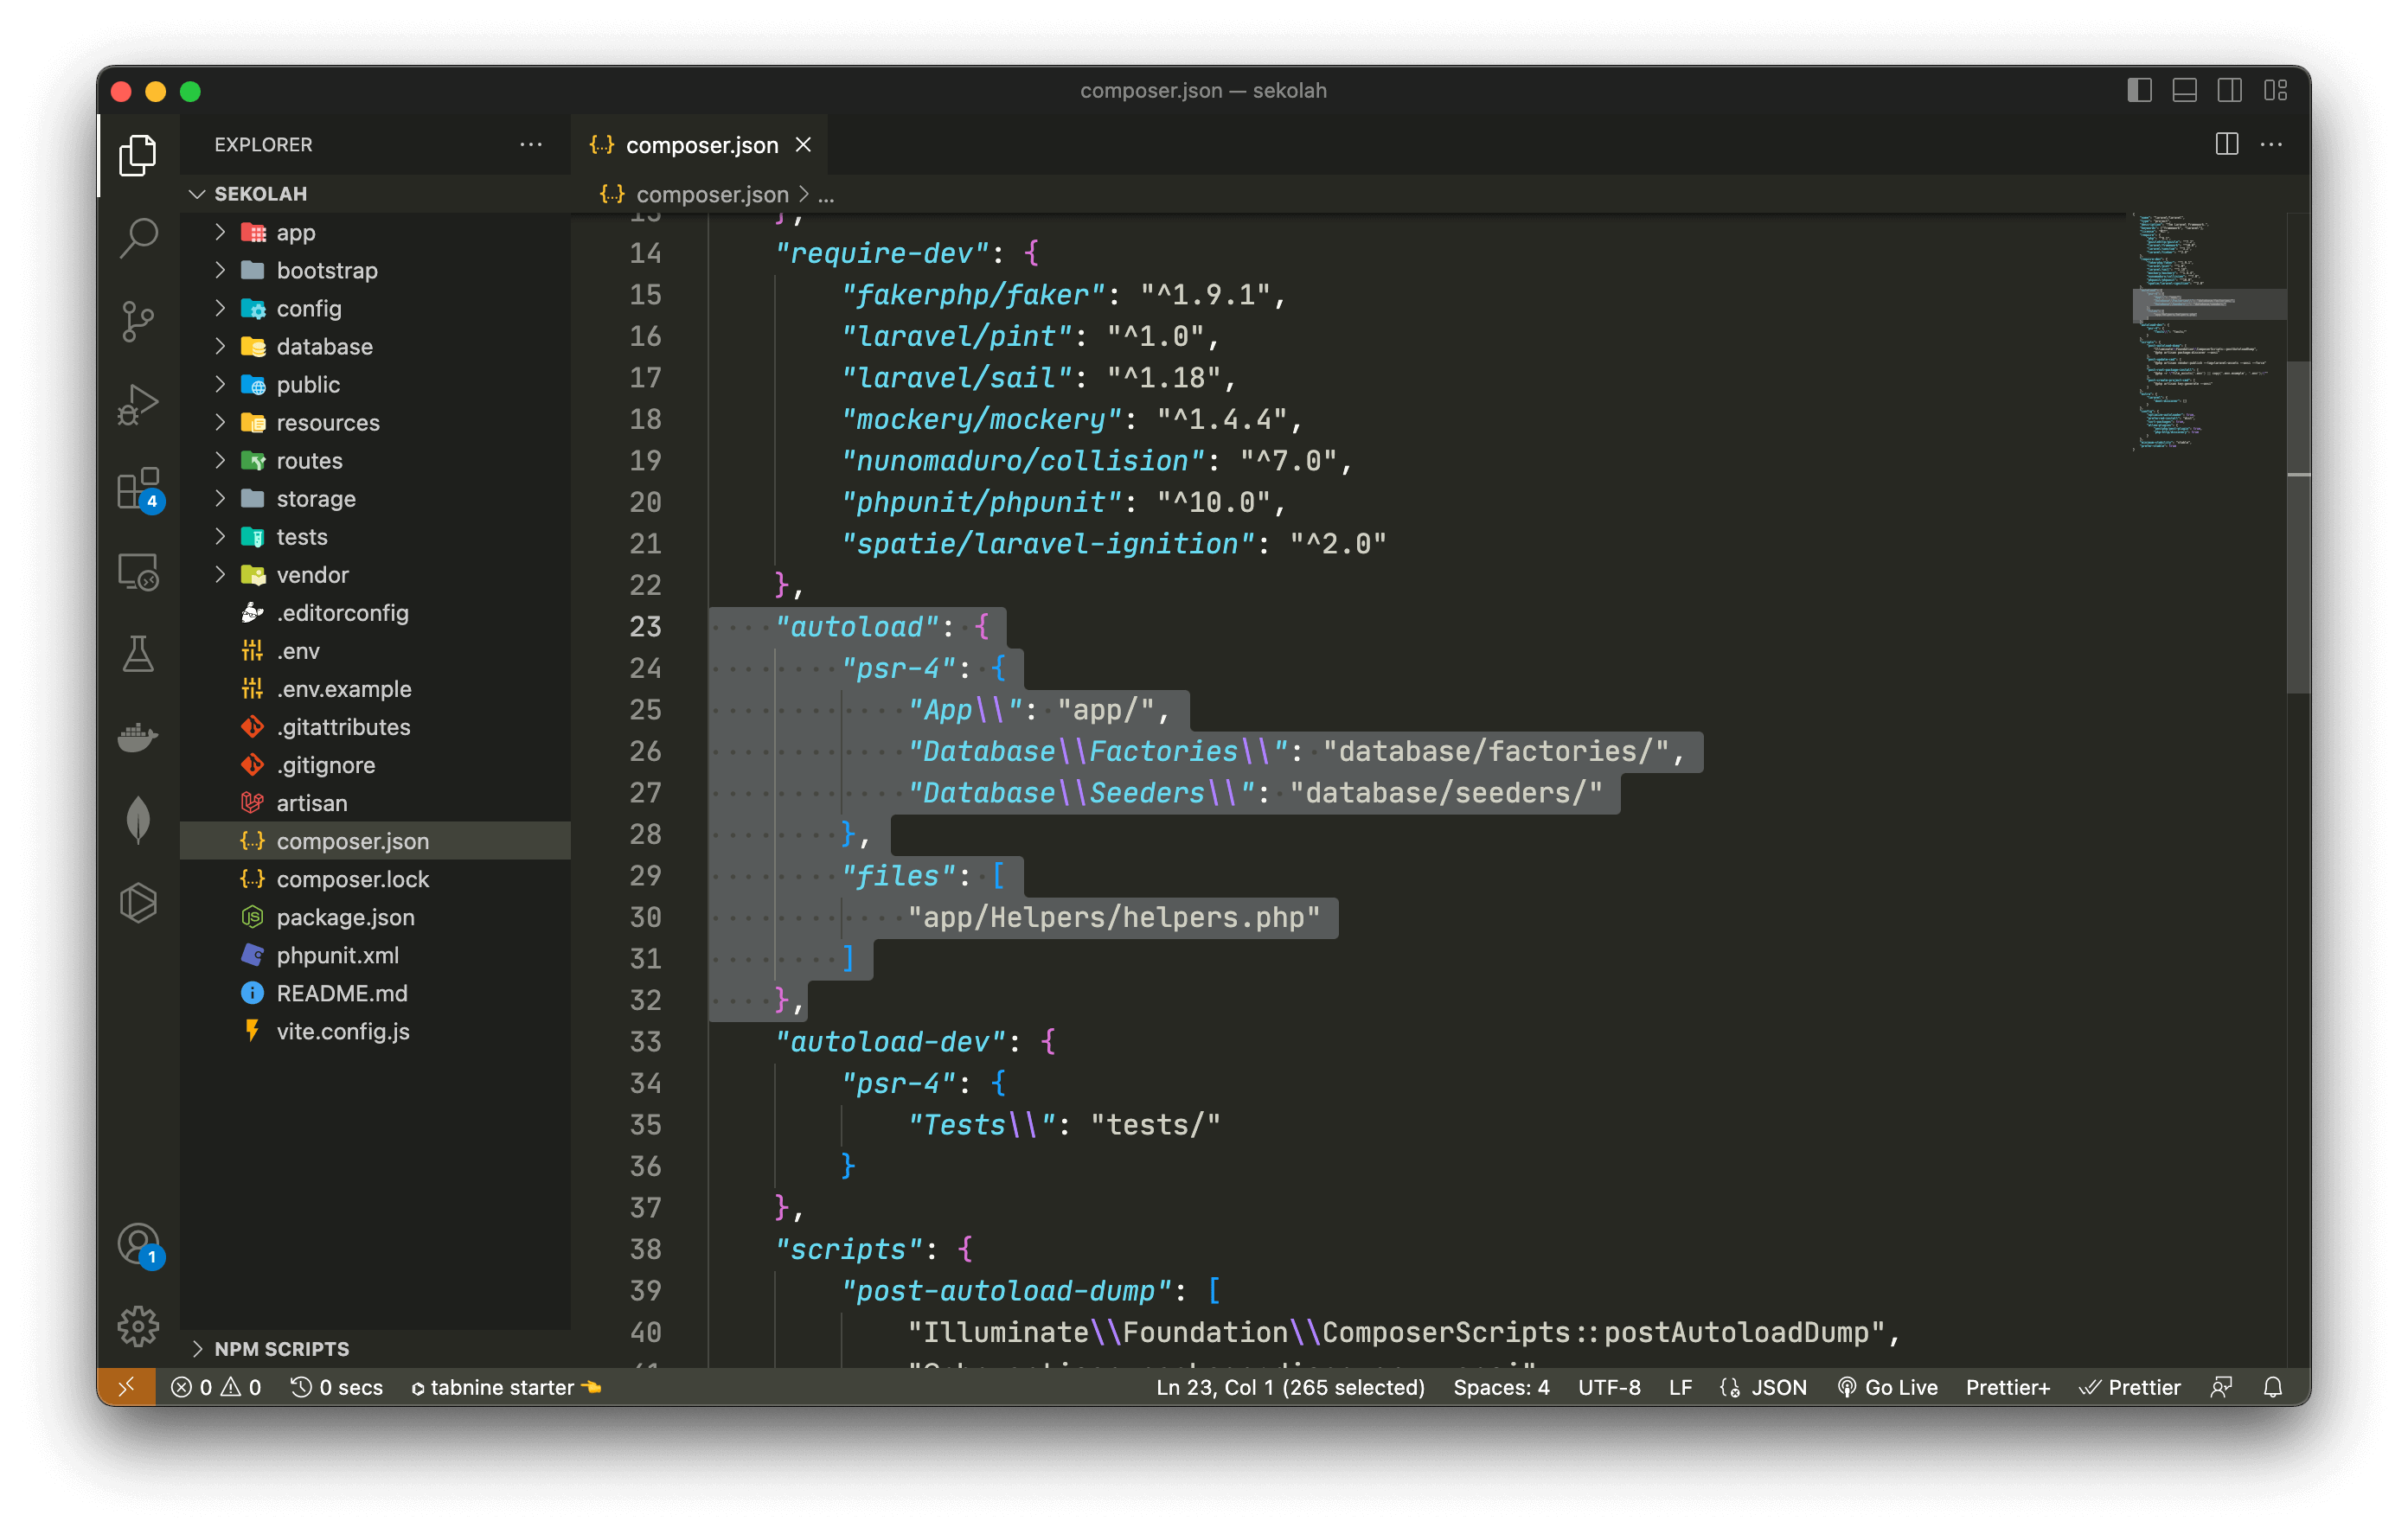 composer.json — sekolah
EXPLORER
SEKOLAH
app
bootstrap
config
database
public
resources
routes
storage
tests
vendor
.editorconfig
.env
.env.example
.gitattributes
.gitignore
artisan
composer.json
composer.lock
package.json
phpunit.xml
README.md
vite.config.js
NPM SCRIPTS
4
1
{..} composer.json
{..} composer.json > ...
14 "require-dev": {
15 "fakerphp/faker": "^1.9.1",
16 "laravel/pint": "^1.0",
17 "laravel/sail": "^1.18",
18 "mockery/mockery": "^1.4.4",
19 "nunomaduro/collision": "^7.0",
20 "phpunit/phpunit": "^10.0",
21 "spatie/laravel-ignition": "^2.0"
22 },
23 "autoload": {
24 "psr-4": {
25 "App\\": "app/",
26 "Database\\Factories\\": "database/factories/",
27 "Database\\Seeders\\": "database/seeders/"
28 },
29 "files": [
30 "app/Helpers/helpers.php"
31 ]
32 },
33 "autoload-dev": {
34 "psr-4": {
35 "Tests\\": "tests/"
36 }
37 },
38 "scripts": {
39 "post-autoload-dump": [
40 "Illuminate\\Foundation\\ComposerScripts::postAutoloadDump",
0 0 0 secs tabnine starter 👈 Ln 23, Col 1 (265 selected) Spaces: 4 UTF-8 LF JSON Go Live Prettier+ Prettier